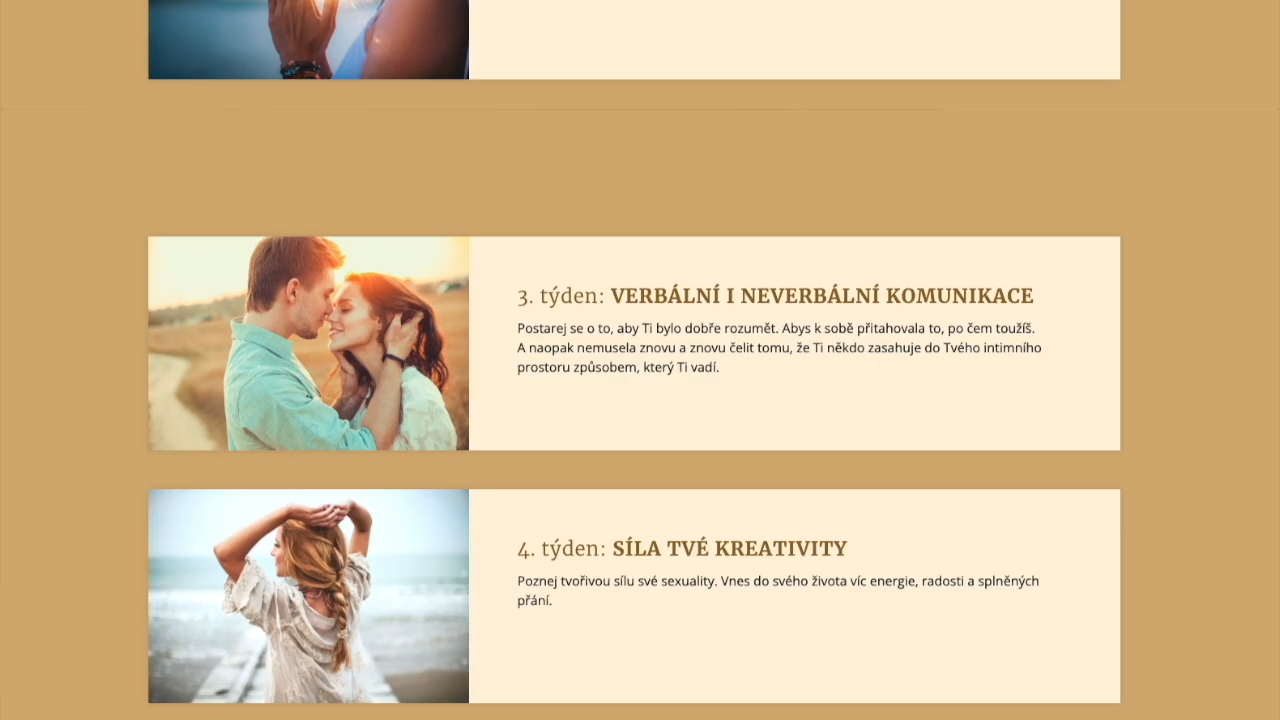 3. týden: VERBÁLNÍ I NEVERBÁLNÍ KOMUNIKACE
Postarej se o to, aby Ti bylo dobře rozumět. Abys k sobě přitahovala to, po čem toužíš.
A naopak nemusela znovu a znovu čelit tomu, že Ti někdo zasahuje do Tvého intimního
prostoru způsobem, který Ti vadí.
4. týden: SÍLA TVÉ KREATIVITY
Poznej tvořivou sílu své sexuality. Vnes do svého života víc energie, radosti a splněných
přání.